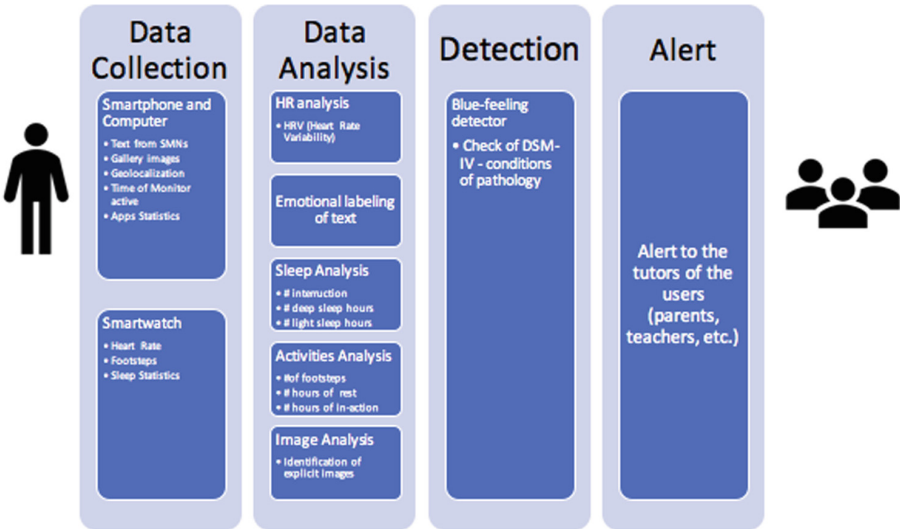 Data
Collection
Smartphone and
Computer
• Text from SMNs
• Gallery images
• Geolocalization
• Time of Monitor
active
• Apps Statistics
Smartwatch
• Heart Rate
• Footsteps
• Sleep Statistics
Data
Analysis
HR analysis
• HRV (Heart Rate
Variability)
Emotional labeling
of text
Sleep Analysis
• # interruction
• # deep sleep hours
• # light sleep hours
Activities Analysis
• #of footsteps
• # hours of rest
• # hours of in-action
Image Analysis
• Identification of
explicit images
Detection
Blue-feeling
detector
• Check of DSM-
IV - conditions
of pathology
Alert
Alert to the
tutors of the
users
(parents,
teachers, etc.)